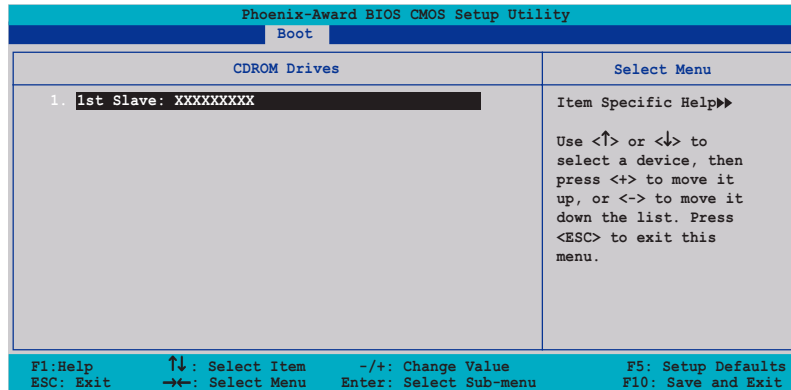 Phoenix-Award BIOS CMOS Setup Utility
Boot
CDROM Drives
Select Menu
1. 1st Slave: XXXXXXXXX
Item Specific Help▶▶
Use <↑> or <↓> to
select a device, then
press <+> to move it
up, or <-> to move it
down the list. Press
<ESC> to exit this
menu.
F1:Help ↑↓: Select Item -/+: Change Value F5: Setup Defaults
ESC: Exit →←: Select Menu Enter: Select Sub-menu F10: Save and Exit